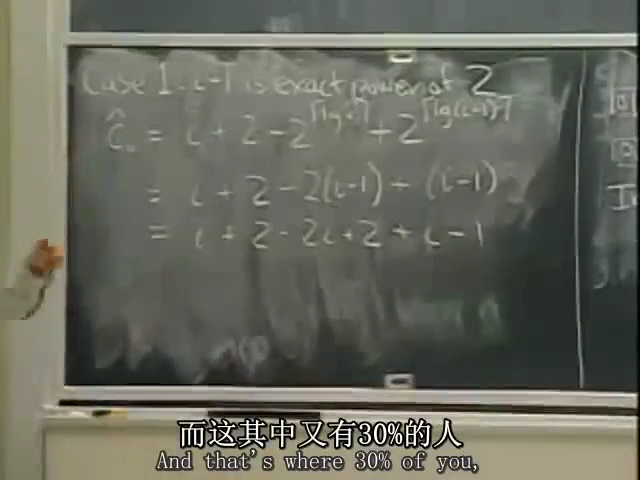 Case 1: i-1 is exact power of 2
ĉᵢ = i + 2 - 2^⌈lg i⌉ + 2^⌈lg(i-1)⌉
= i + 2 - 2(i-1) + (i-1)
= i + 2 - 2i + 2 + i - 1
而这其中又有30%的人
And that's where 30% of you,